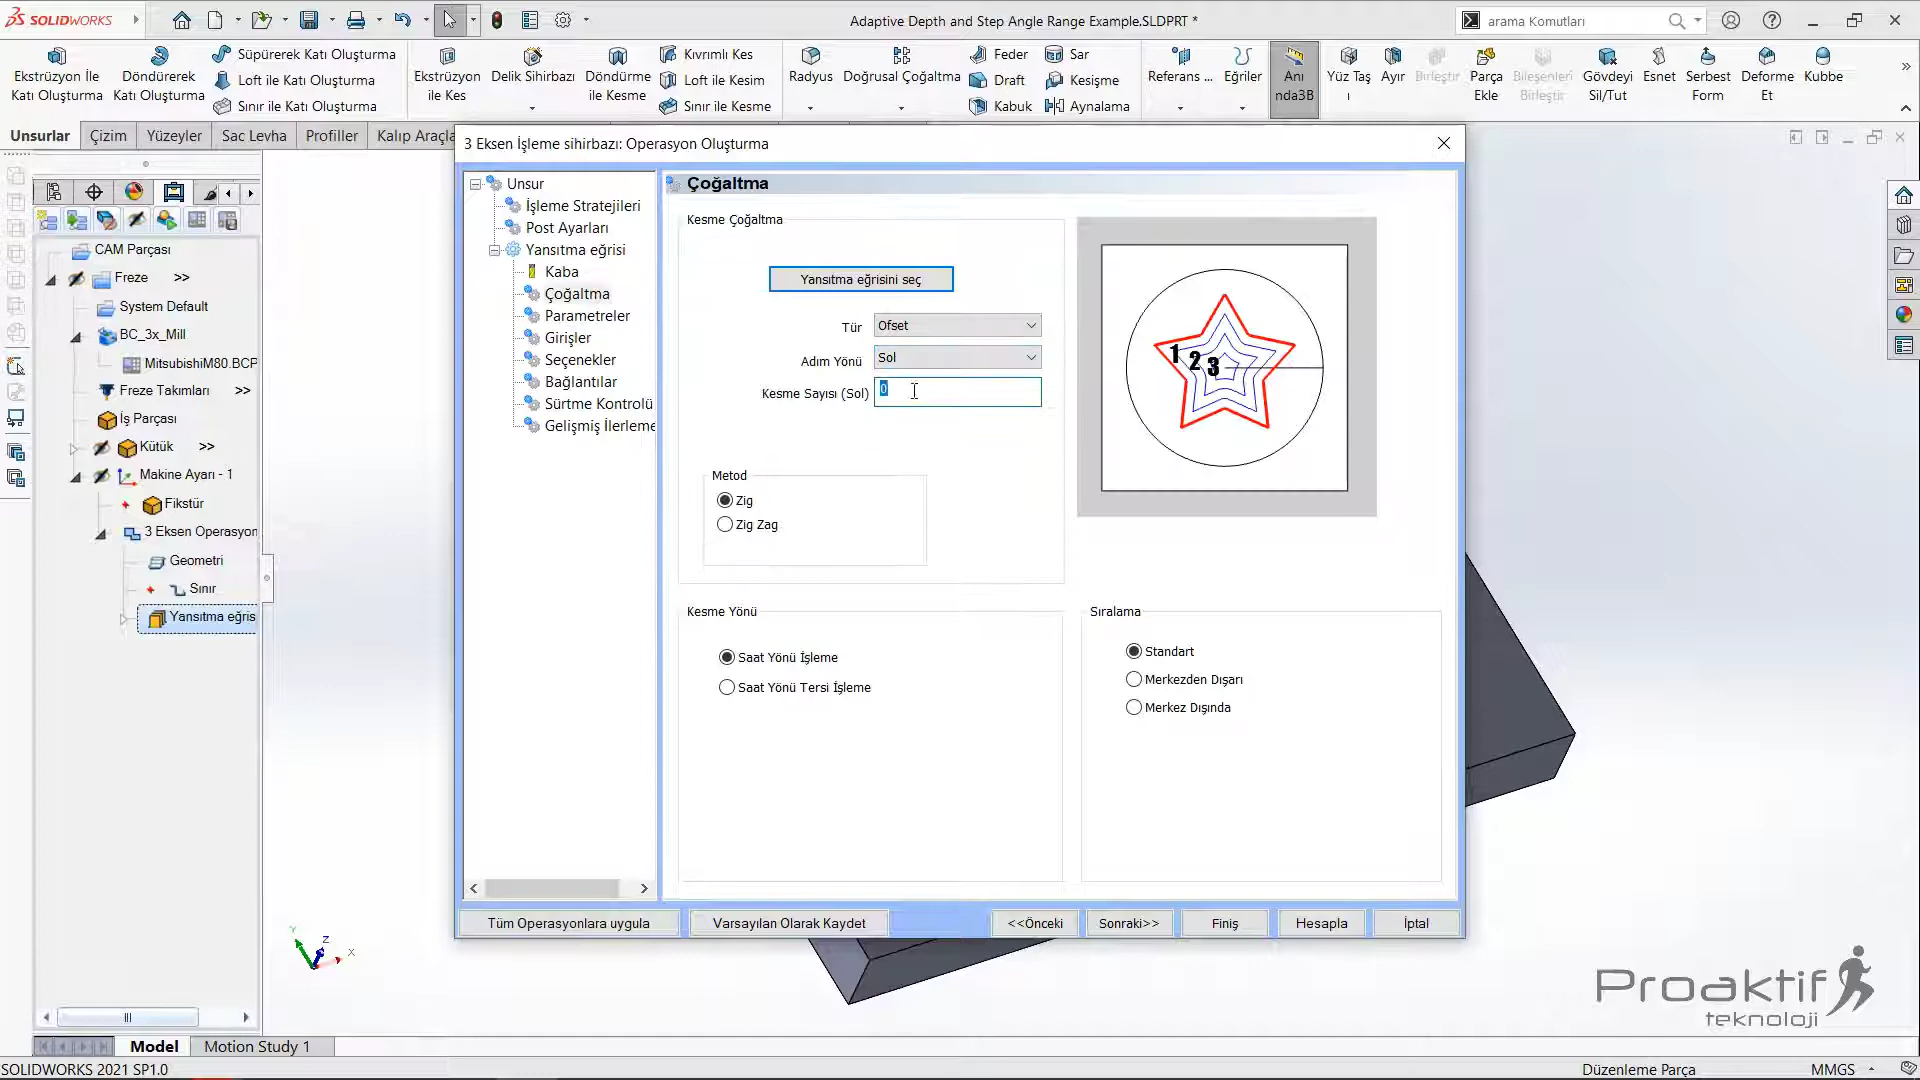 SOLIDWORKS
Adaptive Depth and Step Angle Range Example.SLDPRT *
arama Komutları
Ekstrüzyon İle Katı Oluşturma
Döndürerek Katı Oluşturma
Süpürerek Katı Oluşturma
Loft ile Katı Oluşturma
Sınır ile Katı Oluşturma
Ekstrüzyon ile Kes
Delik Sihirbazı
Döndürme ile Kesme
Kıvrımlı Kes
Loft ile Kesim
Sınır ile Kesme
Radyus
Doğrusal Çoğaltma
Feder
Draft
Kabuk
Sar
Kesişme
Aynalama
Referans ...
Eğriler
Anı
nda3B
Yüz Taş
ı
Ayır
Birleştir
Parça Ekle
Bileşenleri Birleştir
Gövdeyi Sil/Tut
Esnet
Serbest Form
Deforme Et
Kubbe
Unsurlar
Çizim
Yüzeyler
Sac Levha
Profiller
Kalıp Araçla
3 Eksen İşleme sihirbazı: Operasyon Oluşturma
CAM Parçası
Freze >>
System Default
BC_3x_Mill
MitsubishiM80.BCP
Freze Takımları >>
İş Parçası
Kütük >>
Makine Ayarı - 1
Fikstür
3 Eksen Operasyon
Geometri
Sınır
Yansıtma eğris
Unsur
İşleme Stratejileri
Post Ayarları
Yansıtma eğrisi
Kaba
Çoğaltma
Parametreler
Girişler
Seçenekler
Bağlantılar
Sürtme Kontrolü
Gelişmiş İlerleme
Çoğaltma
Kesme Çoğaltma
Yansıtma eğrisini seç
Tür
Ofset
Adım Yönü
Sol
Kesme Sayısı (Sol)
0
Metod
Zig
Zig Zag
1 2 3
Kesme Yönü
Saat Yönü İşleme
Saat Yönü Tersi İşleme
Sıralama
Standart
Merkezden Dışarı
Merkez Dışında
Tüm Operasyonlara uygula
Varsayılan Olarak Kaydet
<<Önceki
Sonraki>>
Finiş
Hesapla
İptal
Y
Z
X
Proaktif
teknoloji
Model
Motion Study 1
SOLIDWORKS 2021 SP1.0
Düzenleme Parça
MMGS